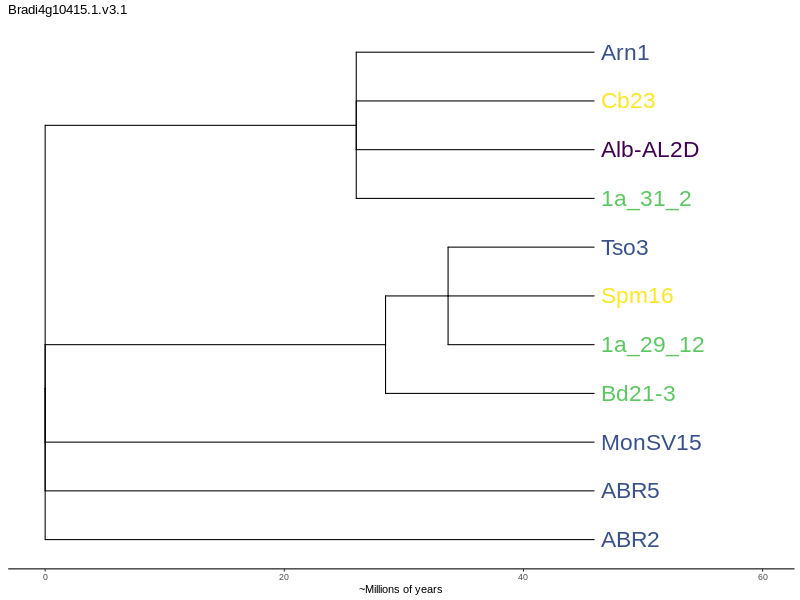 Bradi4g10415.1.v3.1
Arn1
Cb23
Alb-AL2D
1a_31_2
Tso3
Spm16
1a_29_12
Bd21-3
MonSV15
ABR5
ABR2
0 20 40 60
~Millions of years